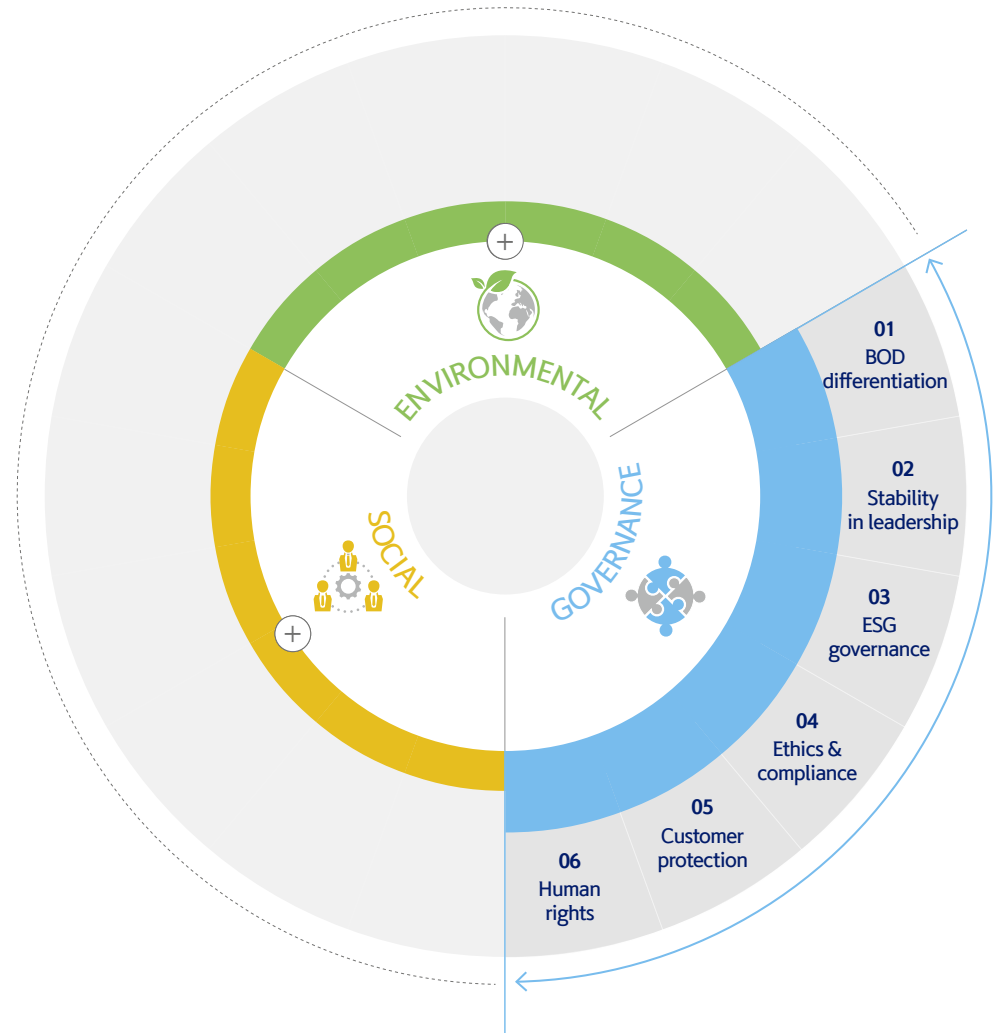 ENVIRONMENTAL
SOCIAL
GOVERNANCE
01
BOD
differentiation
02
Stability
in leadership
03
ESG
governance
04
Ethics &
compliance
05
Customer
protection
06
Human
rights